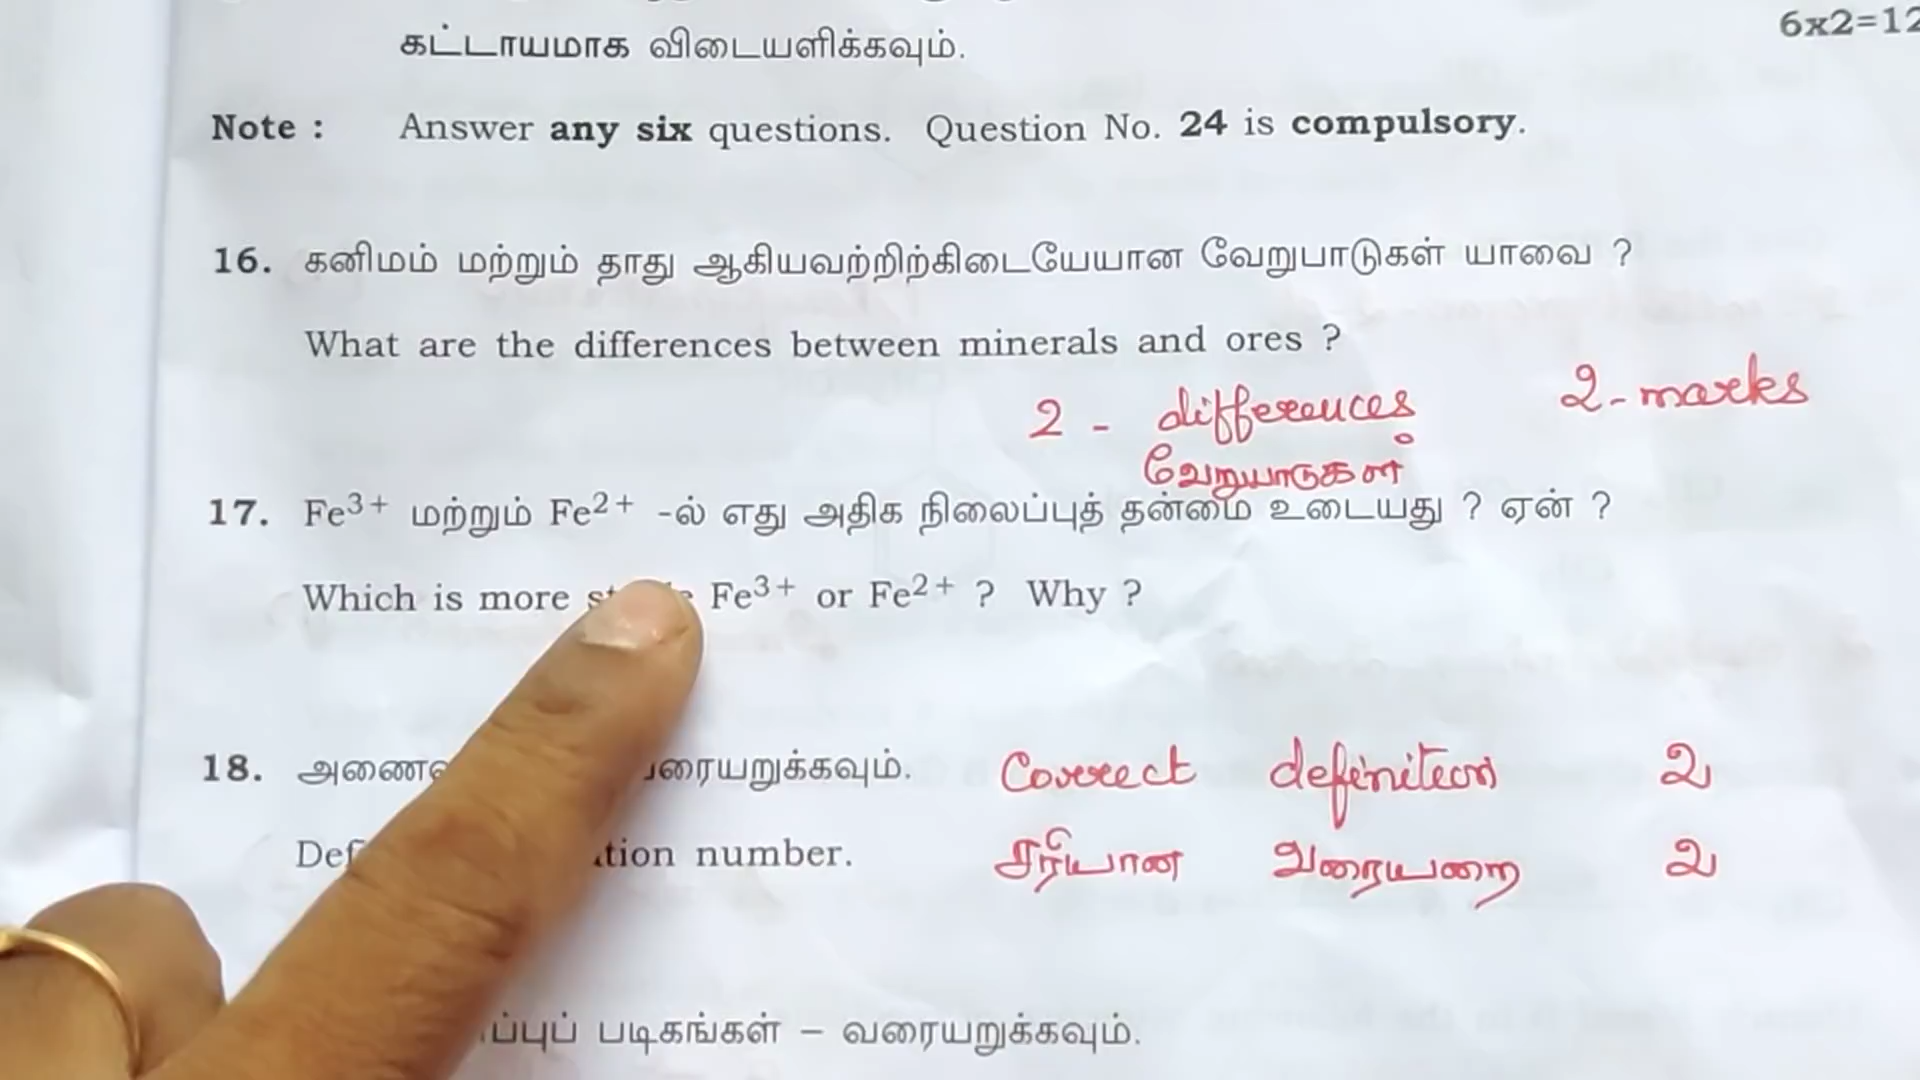 கட்டாயமாக விடையளிக்கவும்.
6x2=12
Note : Answer any six questions. Question No. 24 is compulsory.
16. கனிமம் மற்றும் தாது ஆகியவற்றிற்கிடையேயான வேறுபாடுகள் யாவை ?
What are the differences between minerals and ores ?
2 - differences 2-marks
வேறுபாடுகள்
17. Fe³⁺ மற்றும் Fe²⁺ -ல் எது அதிக நிலைப்புத் தன்மை உடையது ? ஏன் ?
Which is more Fe³⁺ or Fe²⁺ ? Why ?
18. வரையறுக்கவும். Correct definition 2
number. சரியான வரையறை 2
படிகங்கள் – வரையறுக்கவும்.